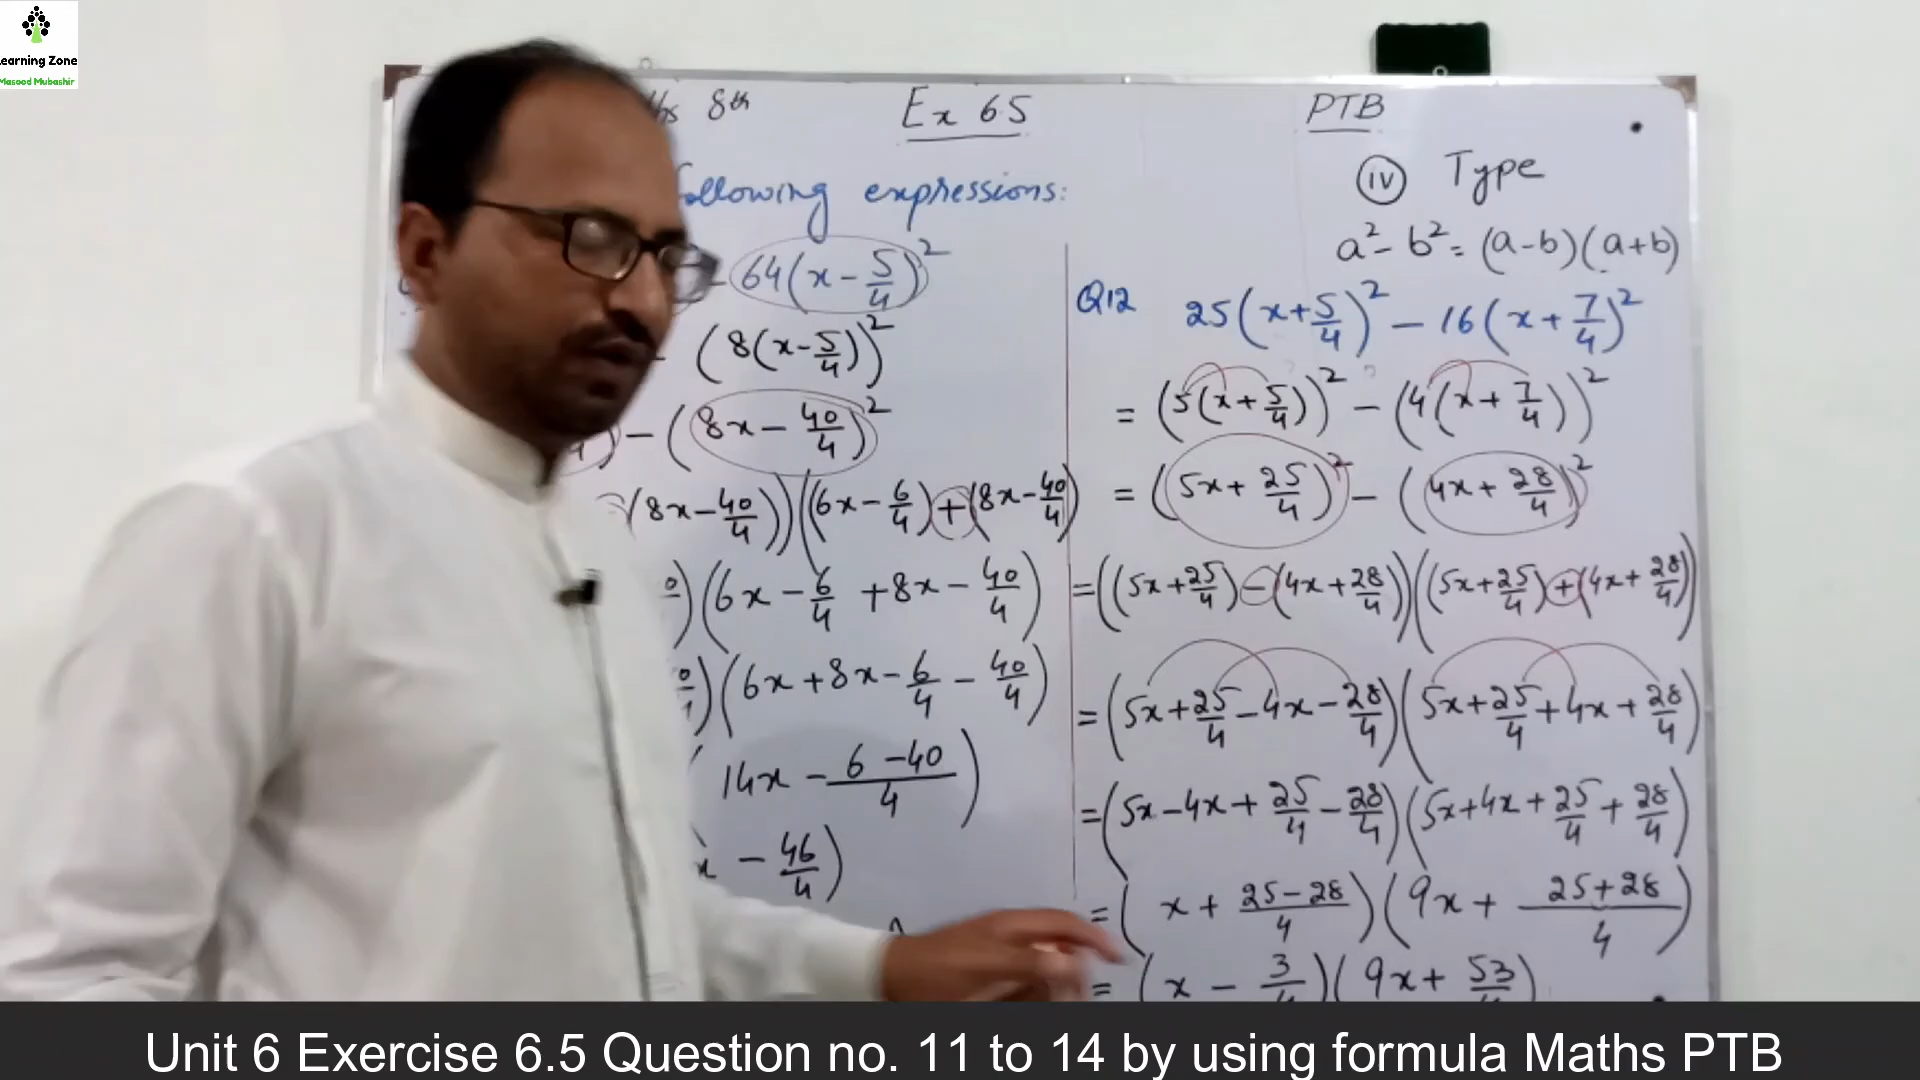 Learning Zone
Masood Mubashir
8th
Ex 6.5
PTB
following expressions:
64(x - 5/4)²
(8(x - 5/4))²
) - (8x - 40/4)²
(8x - 40/4))((6x - 6/4) + (8x - 40/4)
)(6x - 6/4 + 8x - 40/4)
)(6x + 8x - 6/4 - 40/4)
14x - 6 - 40/4)
x - 46/4)
iv Type
a² - b² = (a - b)(a + b)
Q12 25(x + 5/4)² - 16(x + 7/4)²
= (5(x + 5/4))² - (4(x + 7/4))²
= (5x + 25/4)² - (4x + 28/4)²
= ((5x + 25/4) - (4x + 28/4))((5x + 25/4) + (4x + 28/4))
= (5x + 25/4 - 4x - 28/4)(5x + 25/4 + 4x + 28/4)
= (5x - 4x + 25/4 - 28/4)(5x + 4x + 25/4 + 28/4)
= (x + 25 - 28/4)(9x + 25 + 28/4)
= (x - 3/4)(9x + 53/4)
Unit 6 Exercise 6.5 Question no. 11 to 14 by using formula Maths PTB